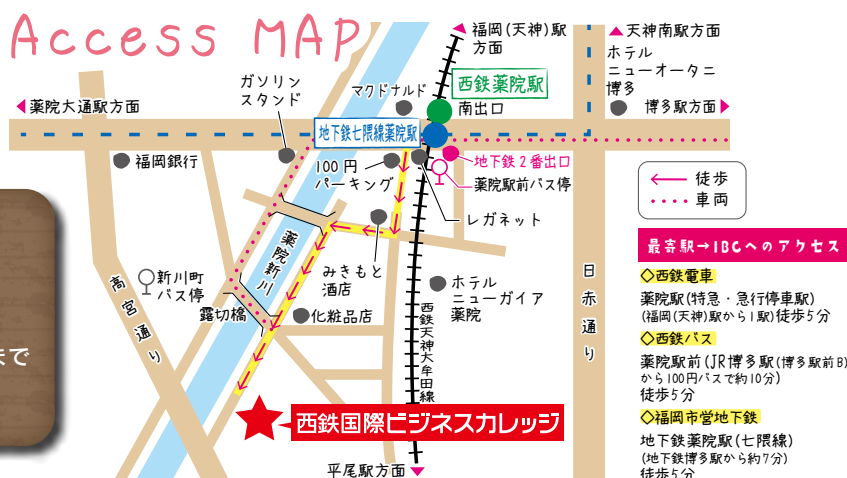 Access MAP
福岡(天神)駅
方面
天神南駅方面
ホテル
ニューオータニ
博多
ガソリン
スタンド
マクドナルド
西鉄薬院駅
南出口
薬院大通駅方面
博多駅方面
地下鉄七隈線薬院駅
福岡銀行
100円
パーキング
地下鉄2番出口
薬院駅前バス停
レガネット
徒歩
車両
薬院新川
みきもと
酒店
新川町
バス停
高宮通り
露切橋
化粧品店
ホテル
ニューガイア
薬院
西鉄天神大牟田線
日赤通り
まで
西鉄国際ビジネスカレッジ
平尾駅方面
最寄駅→IBCへのアクセス
◇西鉄電車
薬院駅(特急・急行停車駅)
(福岡(天神)駅から1駅)徒歩5分
◇西鉄バス
薬院駅前(JR博多駅(博多駅前B)
から100円バスで約10分)
徒歩5分
◇福岡市営地下鉄
地下鉄薬院駅(七隈線)
(地下鉄博多駅から約7分)
徒歩5分